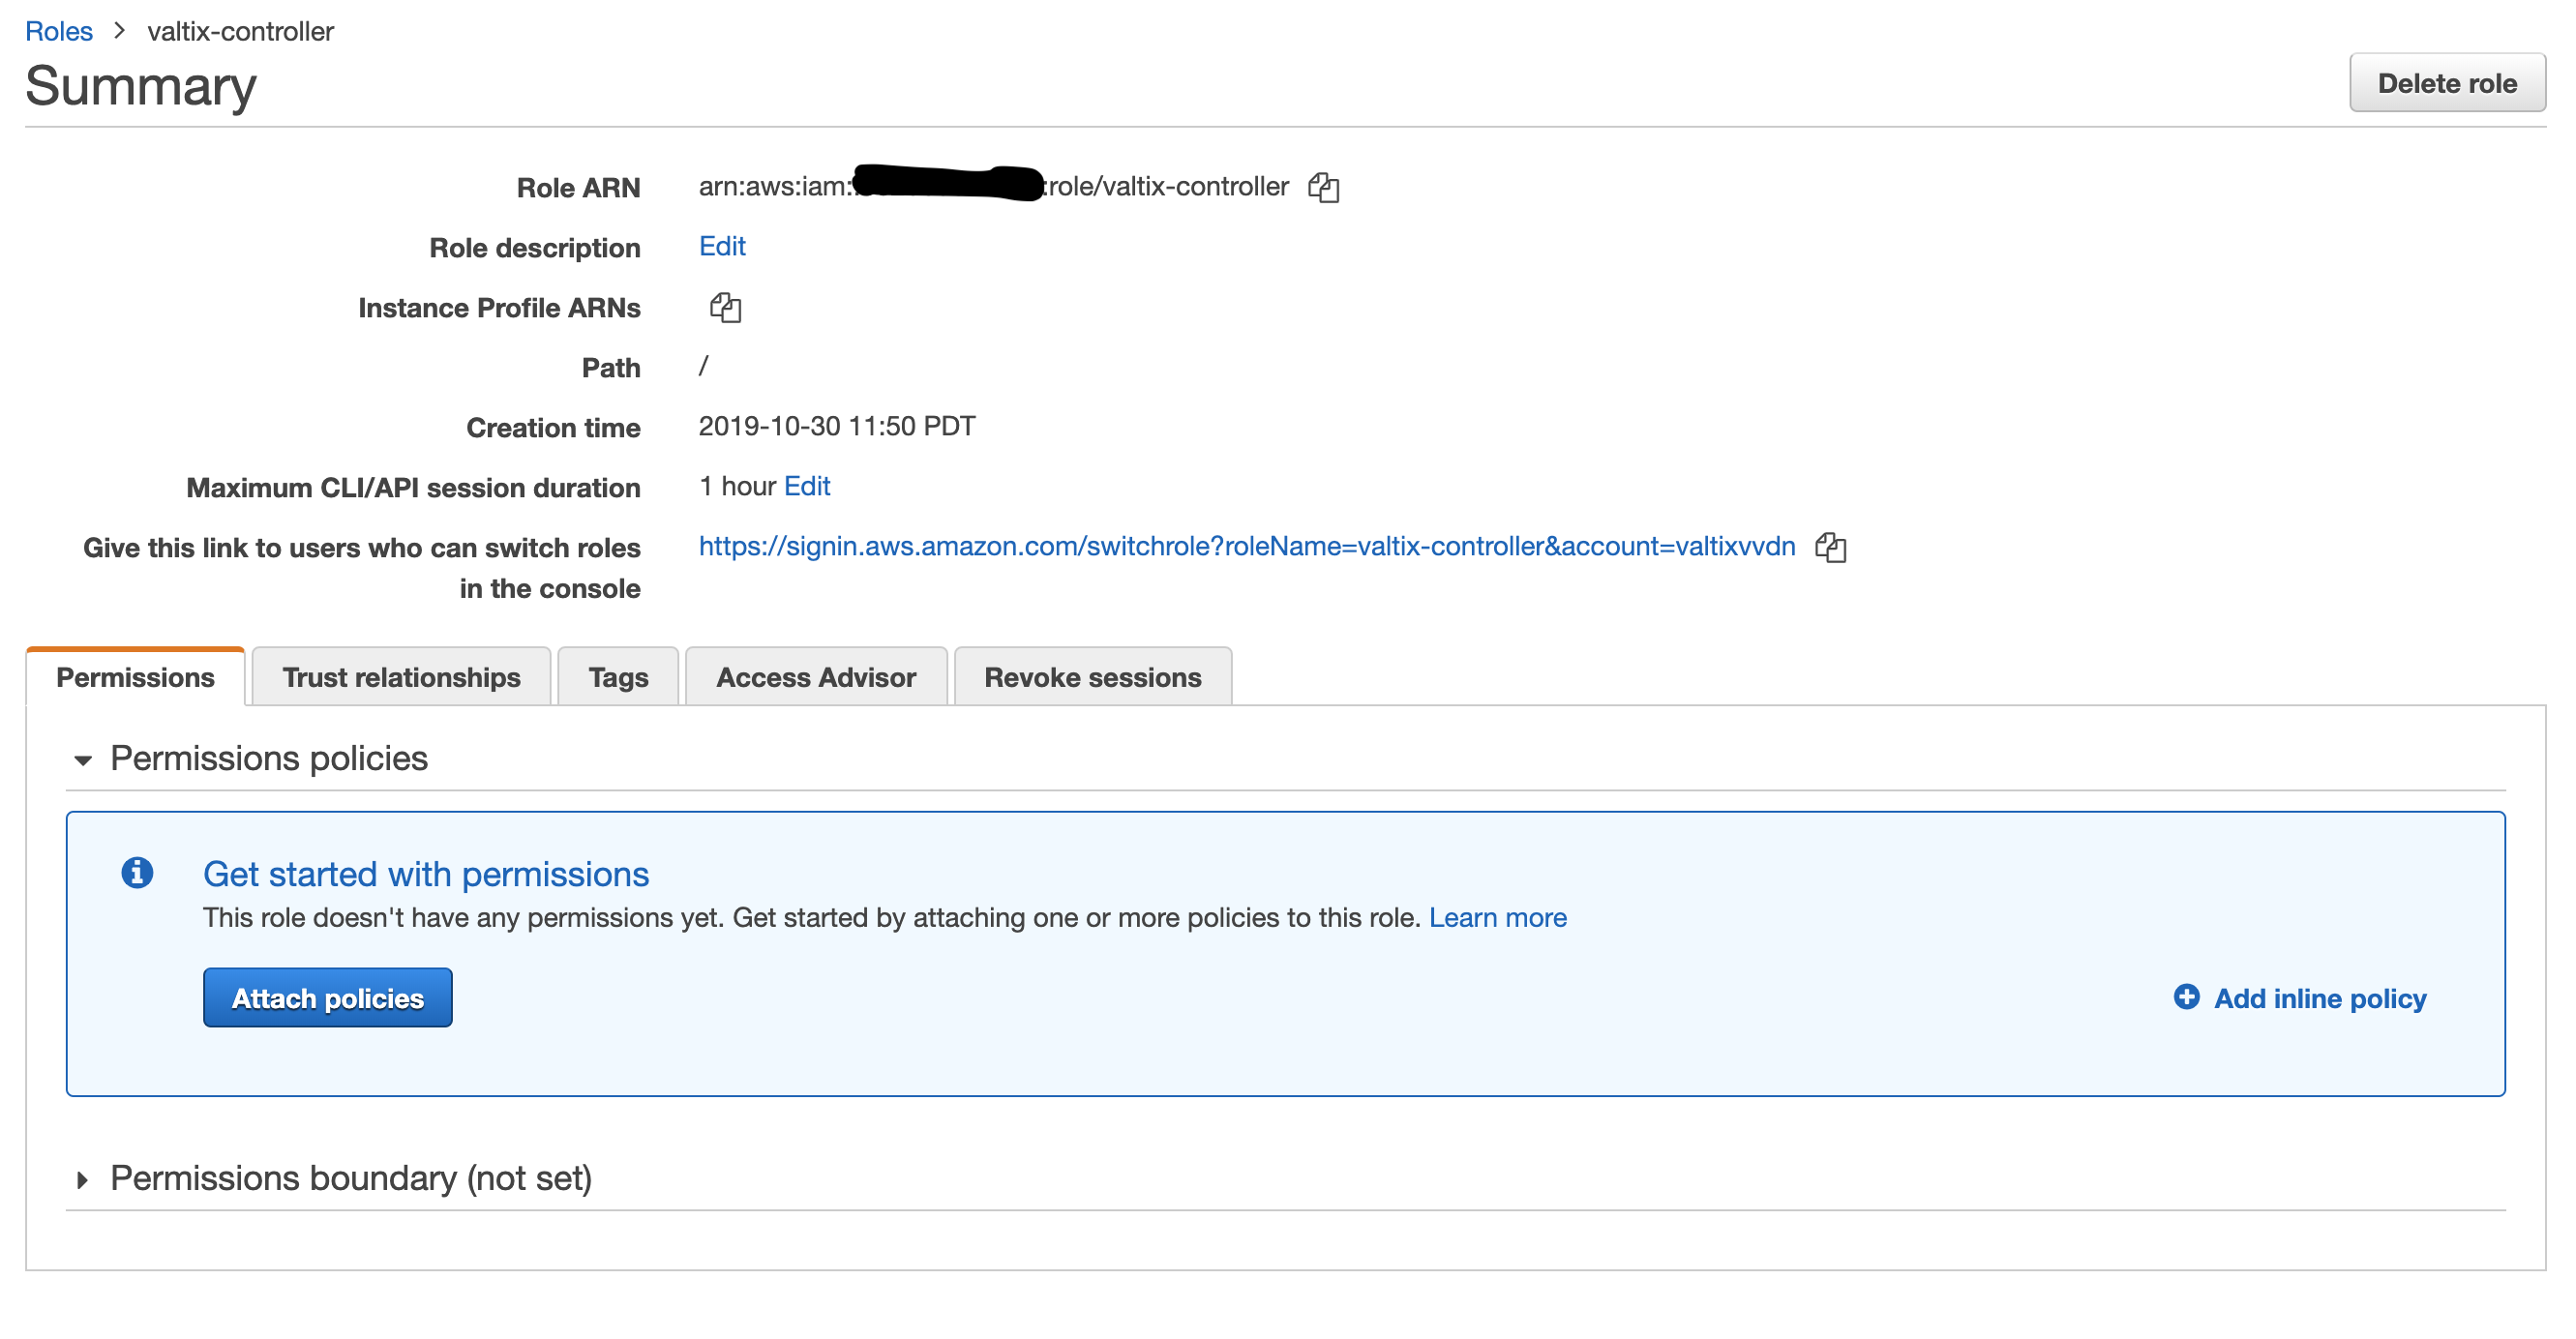 Roles > valtix-controller
Summary
Delete role
Role ARN arn:aws:iam: :role/valtix-controller
Role description Edit
Instance Profile ARNs
Path /
Creation time 2019-10-30 11:50 PDT
Maximum CLI/API session duration 1 hour Edit
Give this link to users who can switch roles https://signin.aws.amazon.com/switchrole?roleName=valtix-controller&account=valtixvvdn
in the console
Permissions Trust relationships Tags Access Advisor Revoke sessions
Permissions policies
Get started with permissions
This role doesn't have any permissions yet. Get started by attaching one or more policies to this role. Learn more
Attach policies Add inline policy
Permissions boundary (not set)